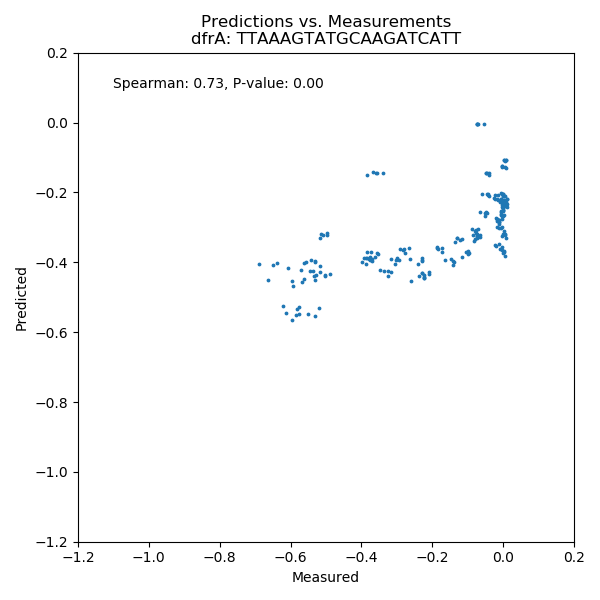 Predictions vs. Measurements
dfrA: TTAAAGTATGCAAGATCATT
Spearman: 0.73, P-value: 0.00
0.2
0.0
−0.2
−0.4
−0.6
−0.8
−1.0
−1.2
Predicted
−1.2 −1.0 −0.8 −0.6 −0.4 −0.2 0.0 0.2
Measured